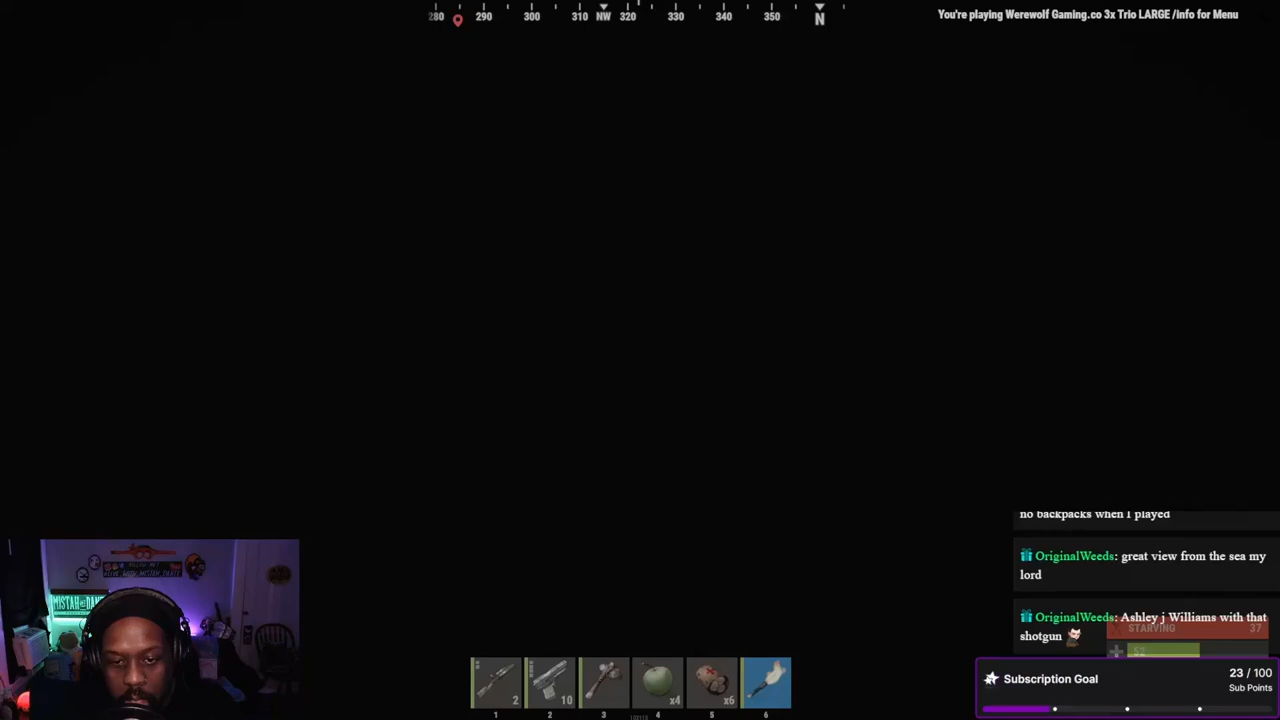 280 290 300 310 NW 320 330 340 350 N
You're playing Werewolf Gaming.co 3x Trio LARGE /info for Menu
no backpacks when I played
OriginalWeeds: great view from the sea my
lord
OriginalWeeds: Ashley j Williams with that
shotgun
STARVING 37
52
Subscription Goal 23 / 100
Sub Points
2 10 x4 x6
1 2 3 4 5 6